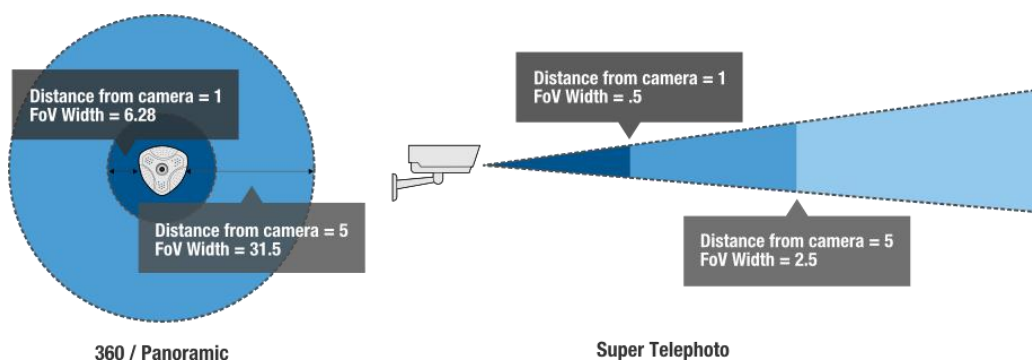 Distance from camera = 1
FoV Width = 6.28
Distance from camera = 5
FoV Width = 31.5
360 / Panoramic
Distance from camera = 1
FoV Width = .5
Distance from camera = 5
FoV Width = 2.5
Super Telephoto